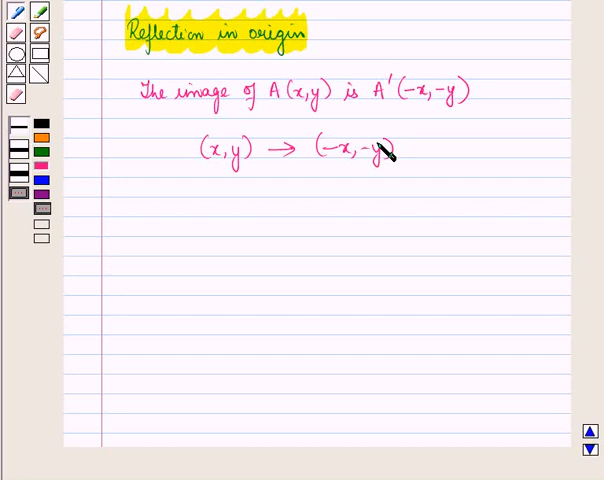 Reflection in origin
The image of A(x,y) is A'(-x,-y)
(x,y) → (-x,-y)